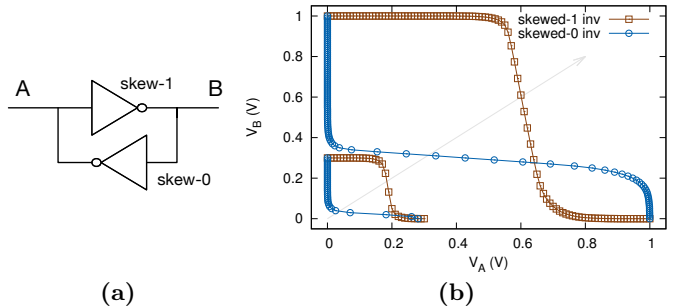 A
skew-1
B
skew-0
(a)
skewed-1 inv
skewed-0 inv
V_B (V)
1
0.8
0.6
0.4
0.2
0
0
0.2
0.4
0.6
0.8
1
V_A (V)
(b)